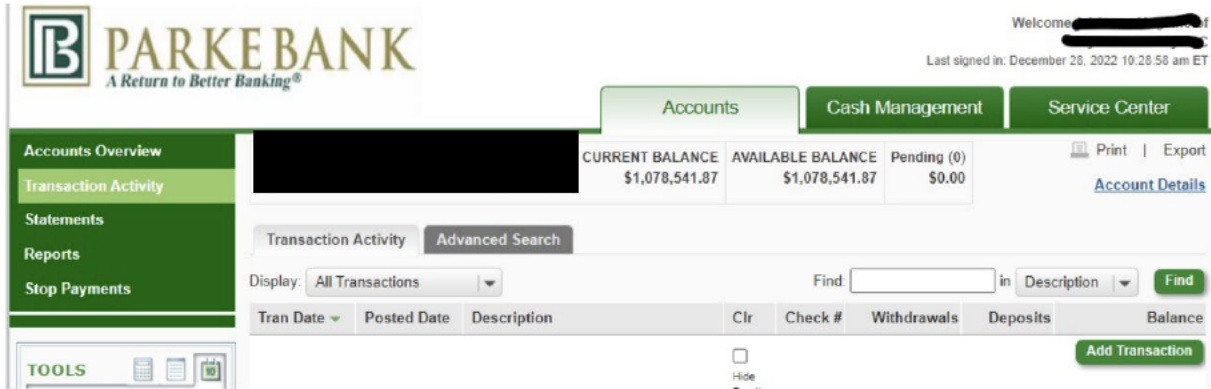 B
PARKE BANK
A Return to Better Banking®
Welcome
of
C
Last signed in: December 28, 2022 10:28:58 am ET
Accounts
Cash Management
Service Center
Accounts Overview
Transaction Activity
Statements
Reports
Stop Payments
CURRENT BALANCE
$1,078,541.87
AVAILABLE BALANCE
$1,078,541.87
Pending (0)
$0.00
Print | Export
Account Details
Transaction Activity Advanced Search
Display: All Transactions Find: in Description Find
Tran Date Posted Date Description Clr Check # Withdrawals Deposits Balance
Hide
Add Transaction
TOOLS 10